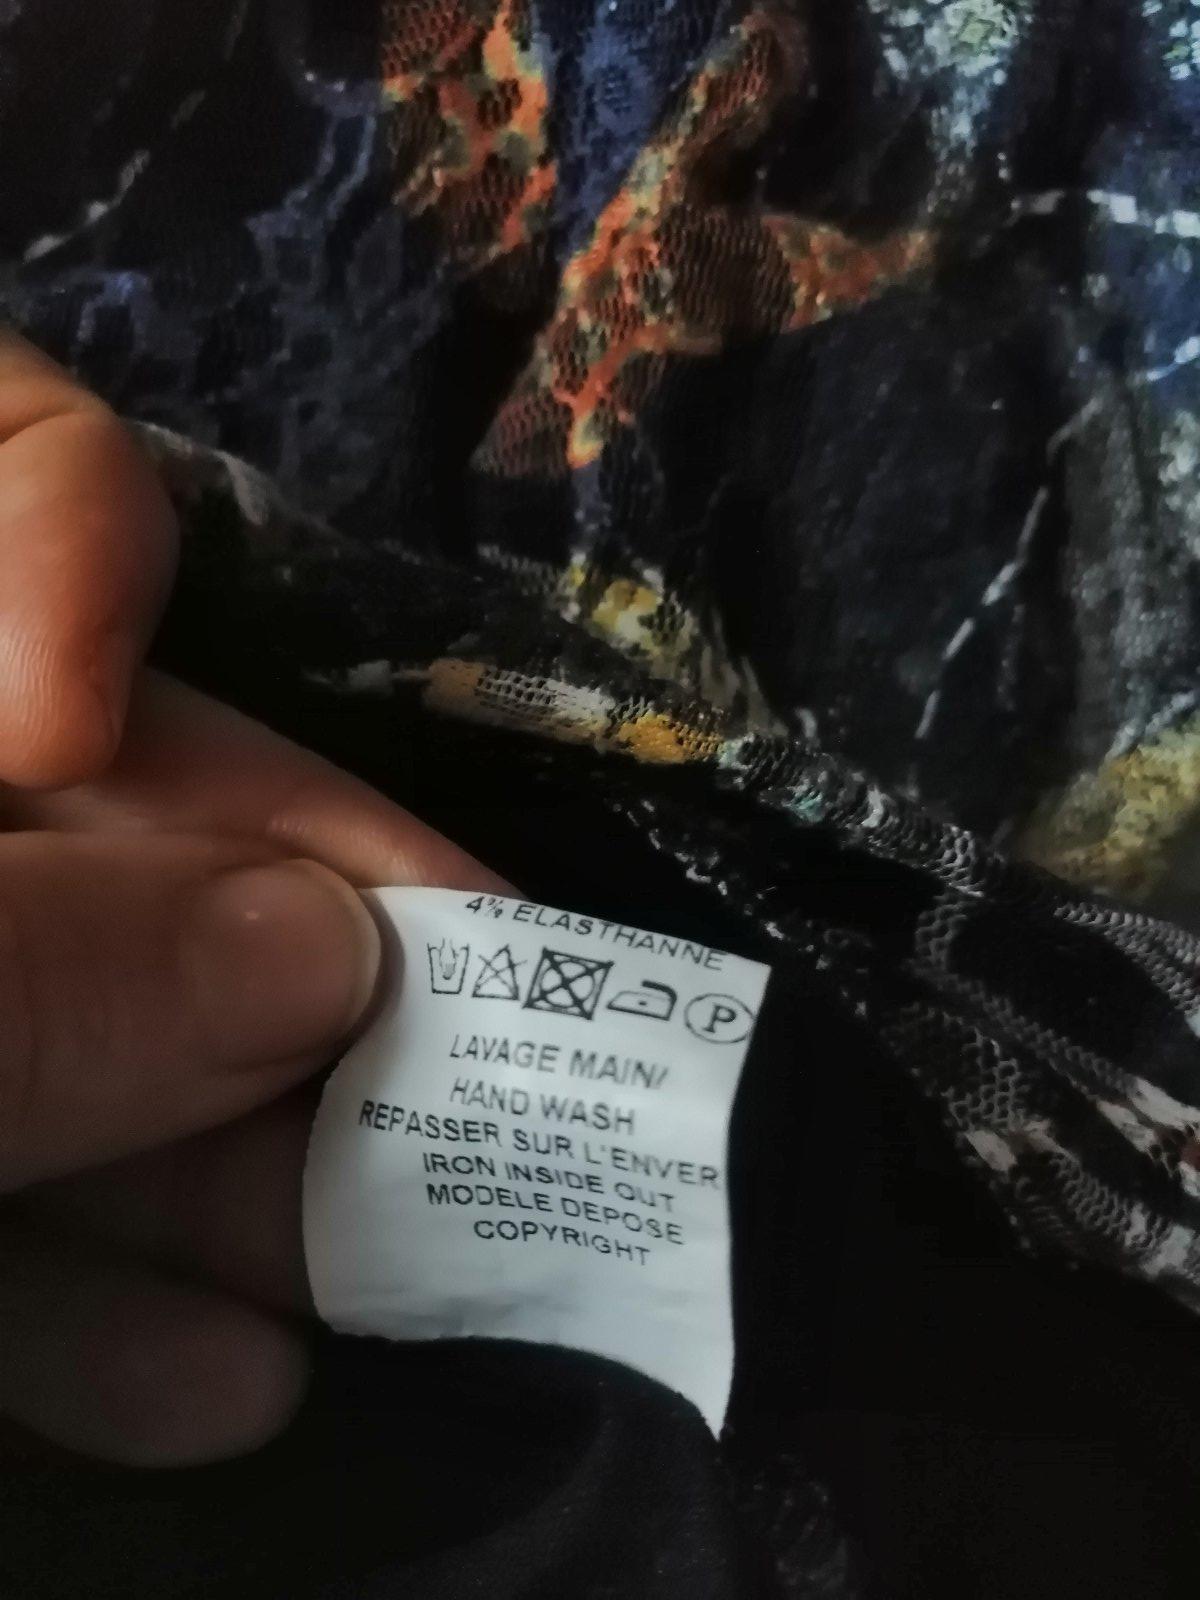 4% ELASTHANNE
P
LAVAGE MAIN/
HAND WASH
REPASSER SUR L'ENVER
IRON INSIDE OUT
MODELE DEPOSE
COPYRIGHT